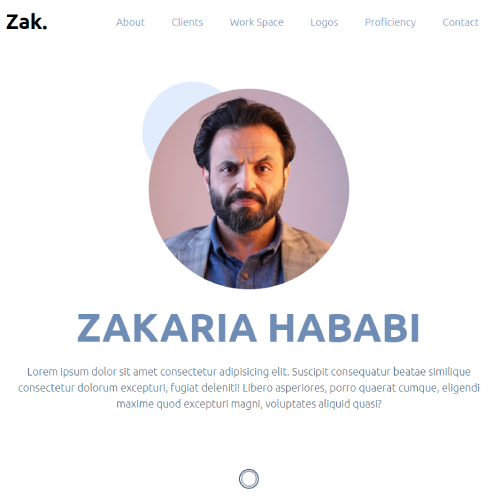 Zak.
About Clients Work Space Logos Proficiency Contact
ZAKARIA HABABI
Lorem ipsum dolor sit amet consectetur adipisicing elit. Suscipit consequatur beatae similique
consectetur dolorum excepturi, fugiat deleniti! Libero asperiores, porro quaerat cumque, eligendi
maxime quod excepturi magni, voluptates aliquid quasi?